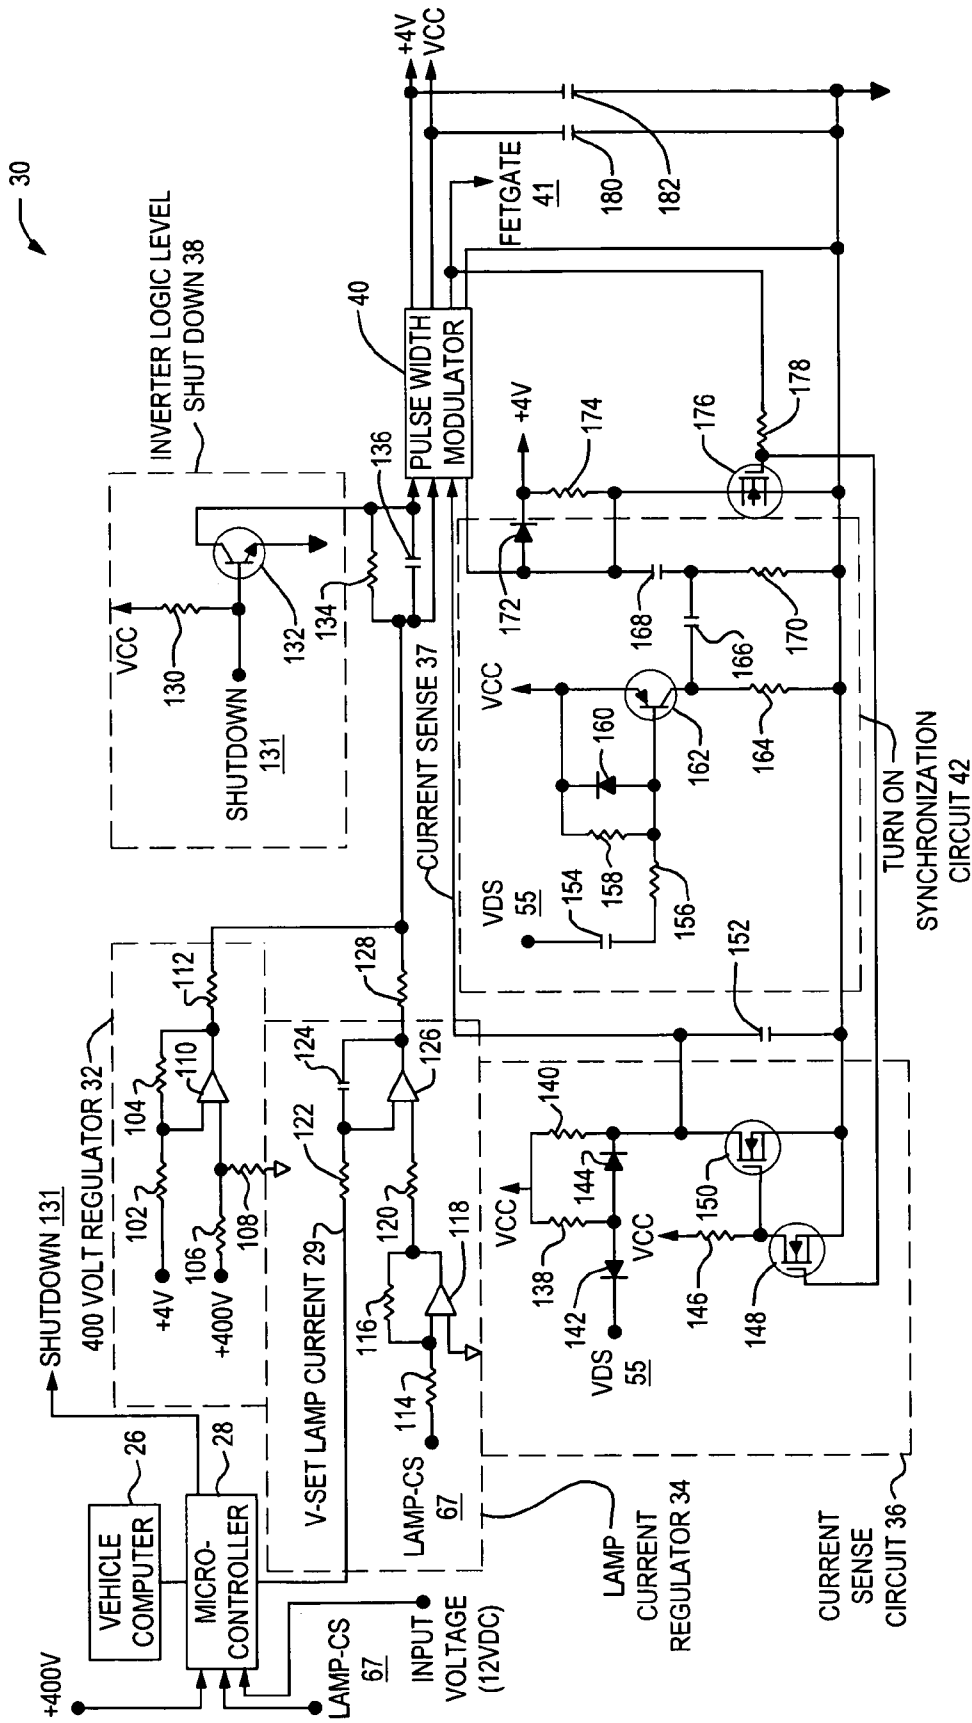 30
+400V
VEHICLE
COMPUTER
26
MICRO-
CONTROLLER
28
LAMP-CS
67
INPUT
VOLTAGE
(12VDC)
SHUTDOWN 131
400 VOLT REGULATOR 32
+4V
102
104
110
112
+400V
106
108
V-SET LAMP CURRENT 29
122
124
126
128
LAMP-CS
67
114
116
118
120
LAMP
CURRENT
REGULATOR 34
INVERTER LOGIC LEVEL
SHUT DOWN 38
VCC
130
SHUTDOWN
131
132
134
136
CURRENT SENSE 37
PULSE WIDTH
MODULATOR
40
+4V
VCC
FETGATE
41
180
182
VCC
138
140
142
144
VDS
55
VCC
146
148
150
152
CURRENT
SENSE
CIRCUIT 36
VDS
55
154
156
158
160
VCC
162
164
166
168
170
172
+4V
174
176
178
TURN ON
SYNCHRONIZATION
CIRCUIT 42